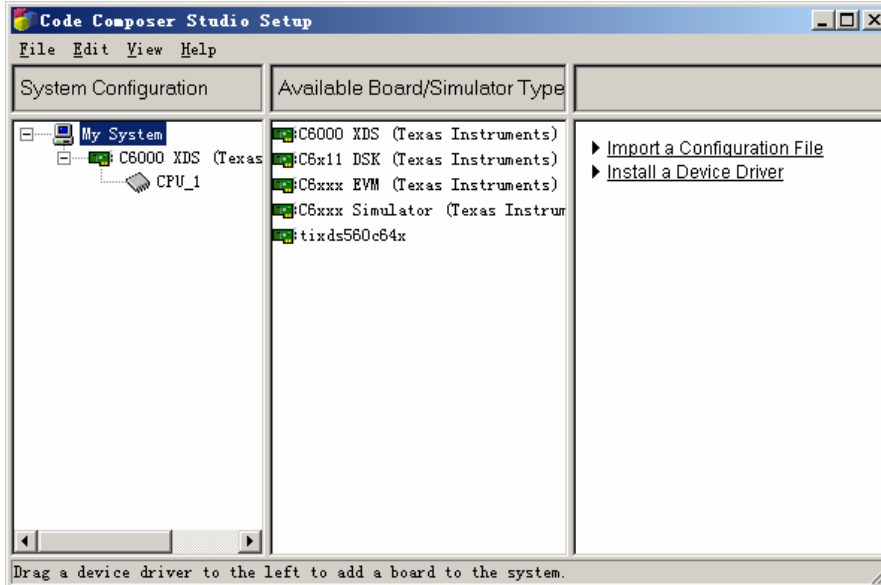 Code Composer Studio Setup
File Edit View Help
System Configuration
Available Board/Simulator Type
My System
C6000 XDS (Texas
CPU_1
C6000 XDS (Texas Instruments)
C6x11 DSK (Texas Instruments)
C6xxx EVM (Texas Instruments)
C6xxx Simulator (Texas Instrum
tixds560c64x
Import a Configuration File
Install a Device Driver
Drag a device driver to the left to add a board to the system.